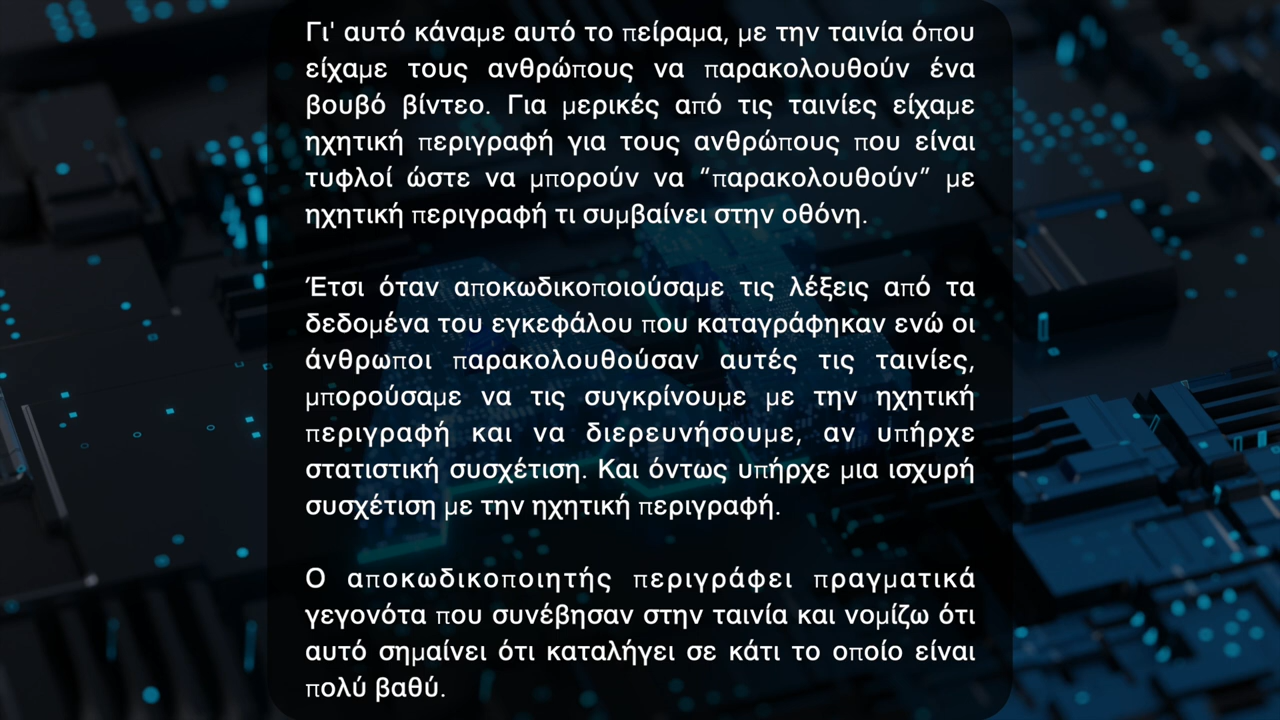 Γι' αυτό κάναμε αυτό το πείραμα, με την ταινία όπου
είχαμε τους ανθρώπους να παρακολουθούν ένα
βουβό βίντεο. Για μερικές από τις ταινίες είχαμε
ηχητική περιγραφή για τους ανθρώπους που είναι
τυφλοί ώστε να μπορούν να “παρακολουθούν” με
ηχητική περιγραφή τι συμβαίνει στην οθόνη.
Έτσι όταν αποκωδικοποιούσαμε τις λέξεις από τα
δεδομένα του εγκεφάλου που καταγράφηκαν ενώ οι
άνθρωποι παρακολουθούσαν αυτές τις ταινίες,
μπορούσαμε να τις συγκρίνουμε με την ηχητική
περιγραφή και να διερευνήσουμε, αν υπήρχε
στατιστική συσχέτιση. Και όντως υπήρχε μια ισχυρή
συσχέτιση με την ηχητική περιγραφή.
Ο αποκωδικοποιητής περιγράφει πραγματικά
γεγονότα που συνέβησαν στην ταινία και νομίζω ότι
αυτό σημαίνει ότι καταλήγει σε κάτι το οποίο είναι
πολύ βαθύ.